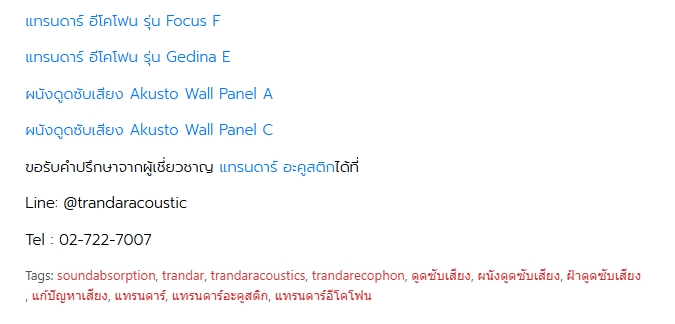 แทรนดาร์ อีโคโฟน รุ่น Focus F
แทรนดาร์ อีโคโฟน รุ่น Gedina E
ผนังดูดซับเสียง Akusto Wall Panel A
ผนังดูดซับเสียง Akusto Wall Panel C
ขอรับคำปรึกษาจากผู้เชี่ยวชาญ แทรนดาร์ อะคูสติกได้ที่
Line: @trandaracoustic
Tel : 02-722-7007
Tags: soundabsorption, trandar, trandaracoustics, trandarecophon, ดูดซับเสียง, ผนังดูดซับเสียง, ฝ้าดูดซับเสียง
, แก้ปัญหาเสียง, แทรนดาร์, แทรนดาร์อะคูสติก, แทรนดาร์อีโคโฟน